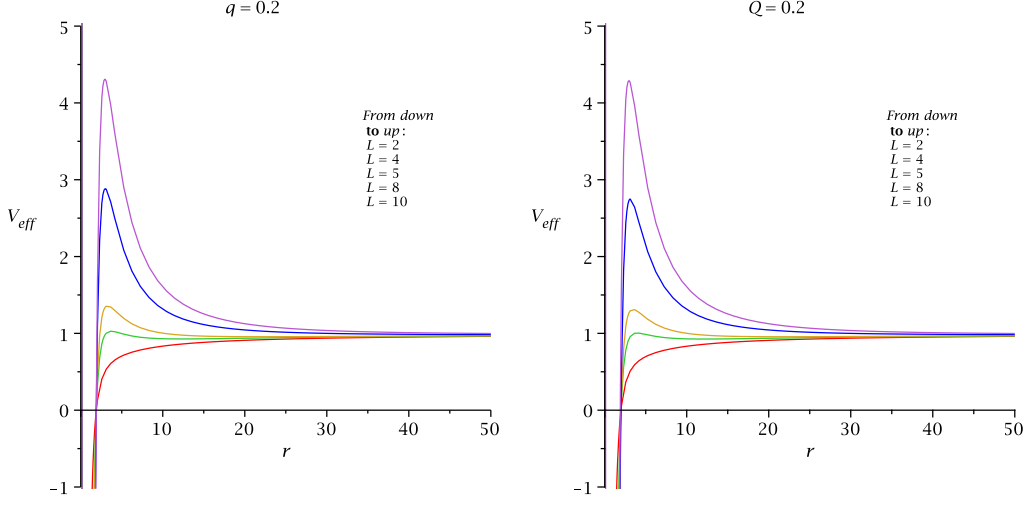 q = 0.2
5
4
3
2
1
0
−1
V_eff
10
20
30
40
50
r
From down
to up:
L = 2
L = 4
L = 5
L = 8
L = 10
Q = 0.2
5
4
3
2
1
0
−1
V_eff
10
20
30
40
50
r
From down
to up:
L = 2
L = 4
L = 5
L = 8
L = 10